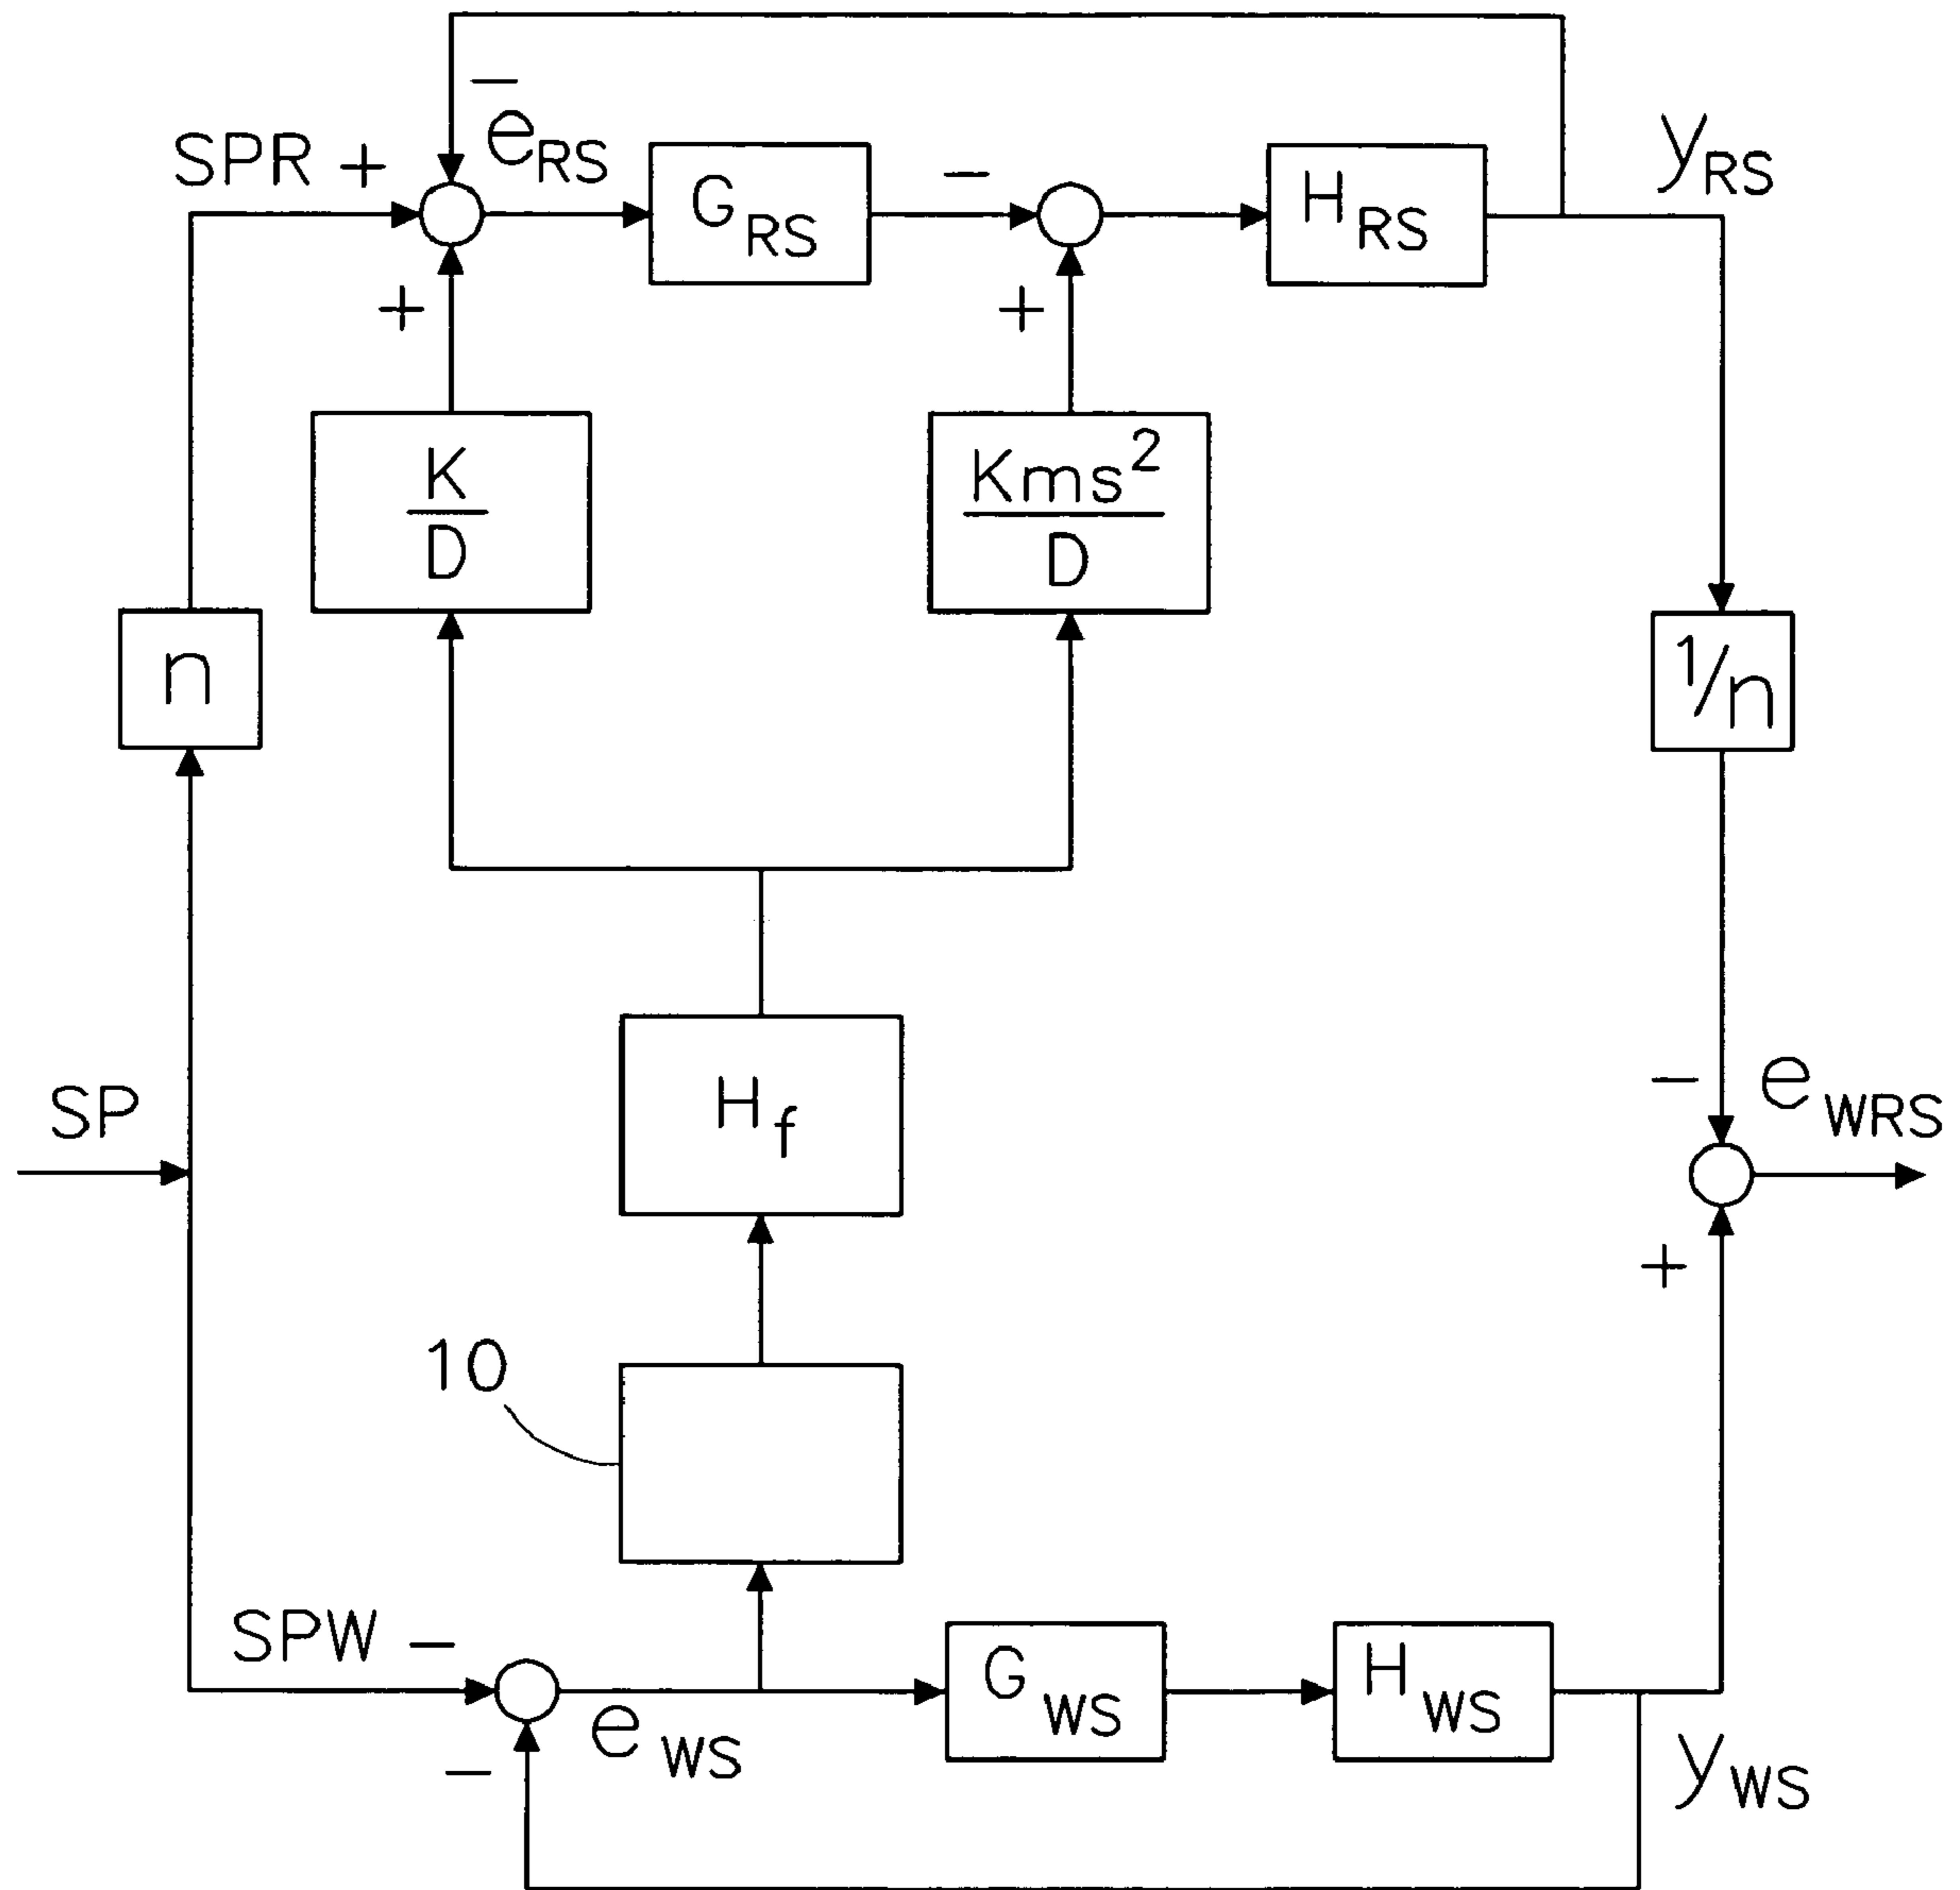 −
SPR + e_RS
G_RS
−
H_RS
y_RS
+
+
K/D
Kms²/D
n
1/n
SP
H_f
−
e_WRS
+
10
SPW −
e_WS
G_WS
H_WS
−
y_WS